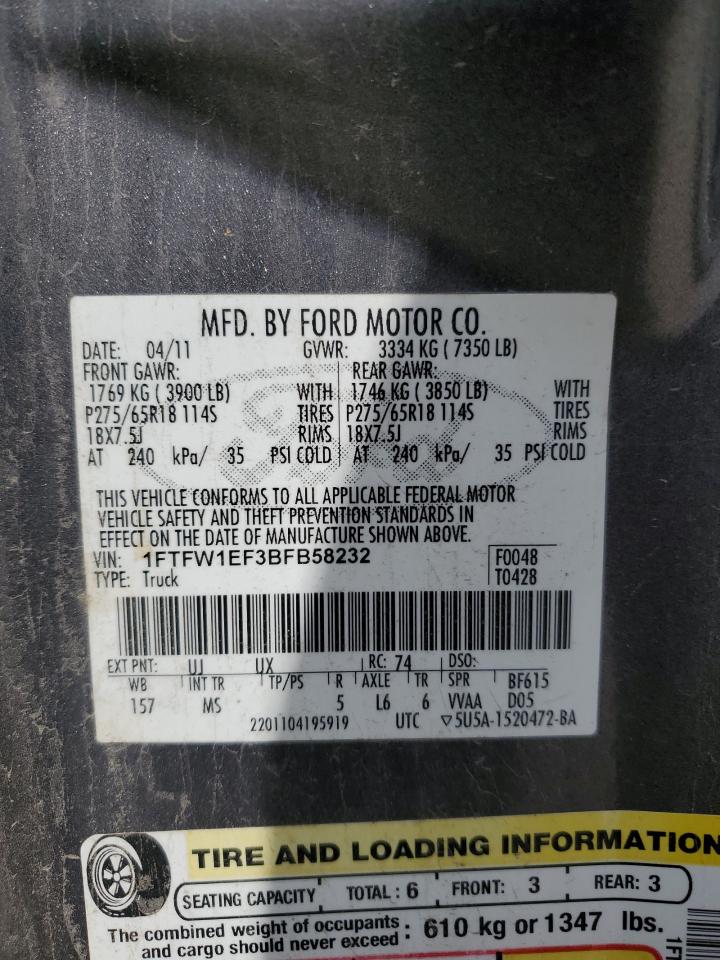 MFD. BY FORD MOTOR CO.
DATE: 04/11 GVWR: 3334 KG ( 7350 LB)
FRONT GAWR: REAR GAWR:
1769 KG ( 3900 LB) WITH 1746 KG ( 3850 LB) WITH
P275/65R18 114S TIRES P275/65R18 114S TIRES
18X7.5J RIMS 18X7.5J RIMS
AT 240 kPa/ 35 PSI COLD AT 240 kPa/ 35 PSI COLD
THIS VEHICLE CONFORMS TO ALL APPLICABLE FEDERAL MOTOR
VEHICLE SAFETY AND THEFT PREVENTION STANDARDS IN
EFFECT ON THE DATE OF MANUFACTURE SHOWN ABOVE.
VIN: 1FTFW1EF3BFB58232 F0048
TYPE: Truck T0428
EXT PNT: UJ UX RC: 74 DSO:
WB INT TR TP/PS R AXLE TR SPR BF615
157 MS 5 L6 6 VVAA D05
2201104195919 UTC ▽5U5A-1520472-BA
TIRE AND LOADING INFORMATION
SEATING CAPACITY TOTAL : 6 FRONT: 3 REAR: 3
The combined weight of occupants
and cargo should never exceed : 610 kg or 1347 lbs.
1F